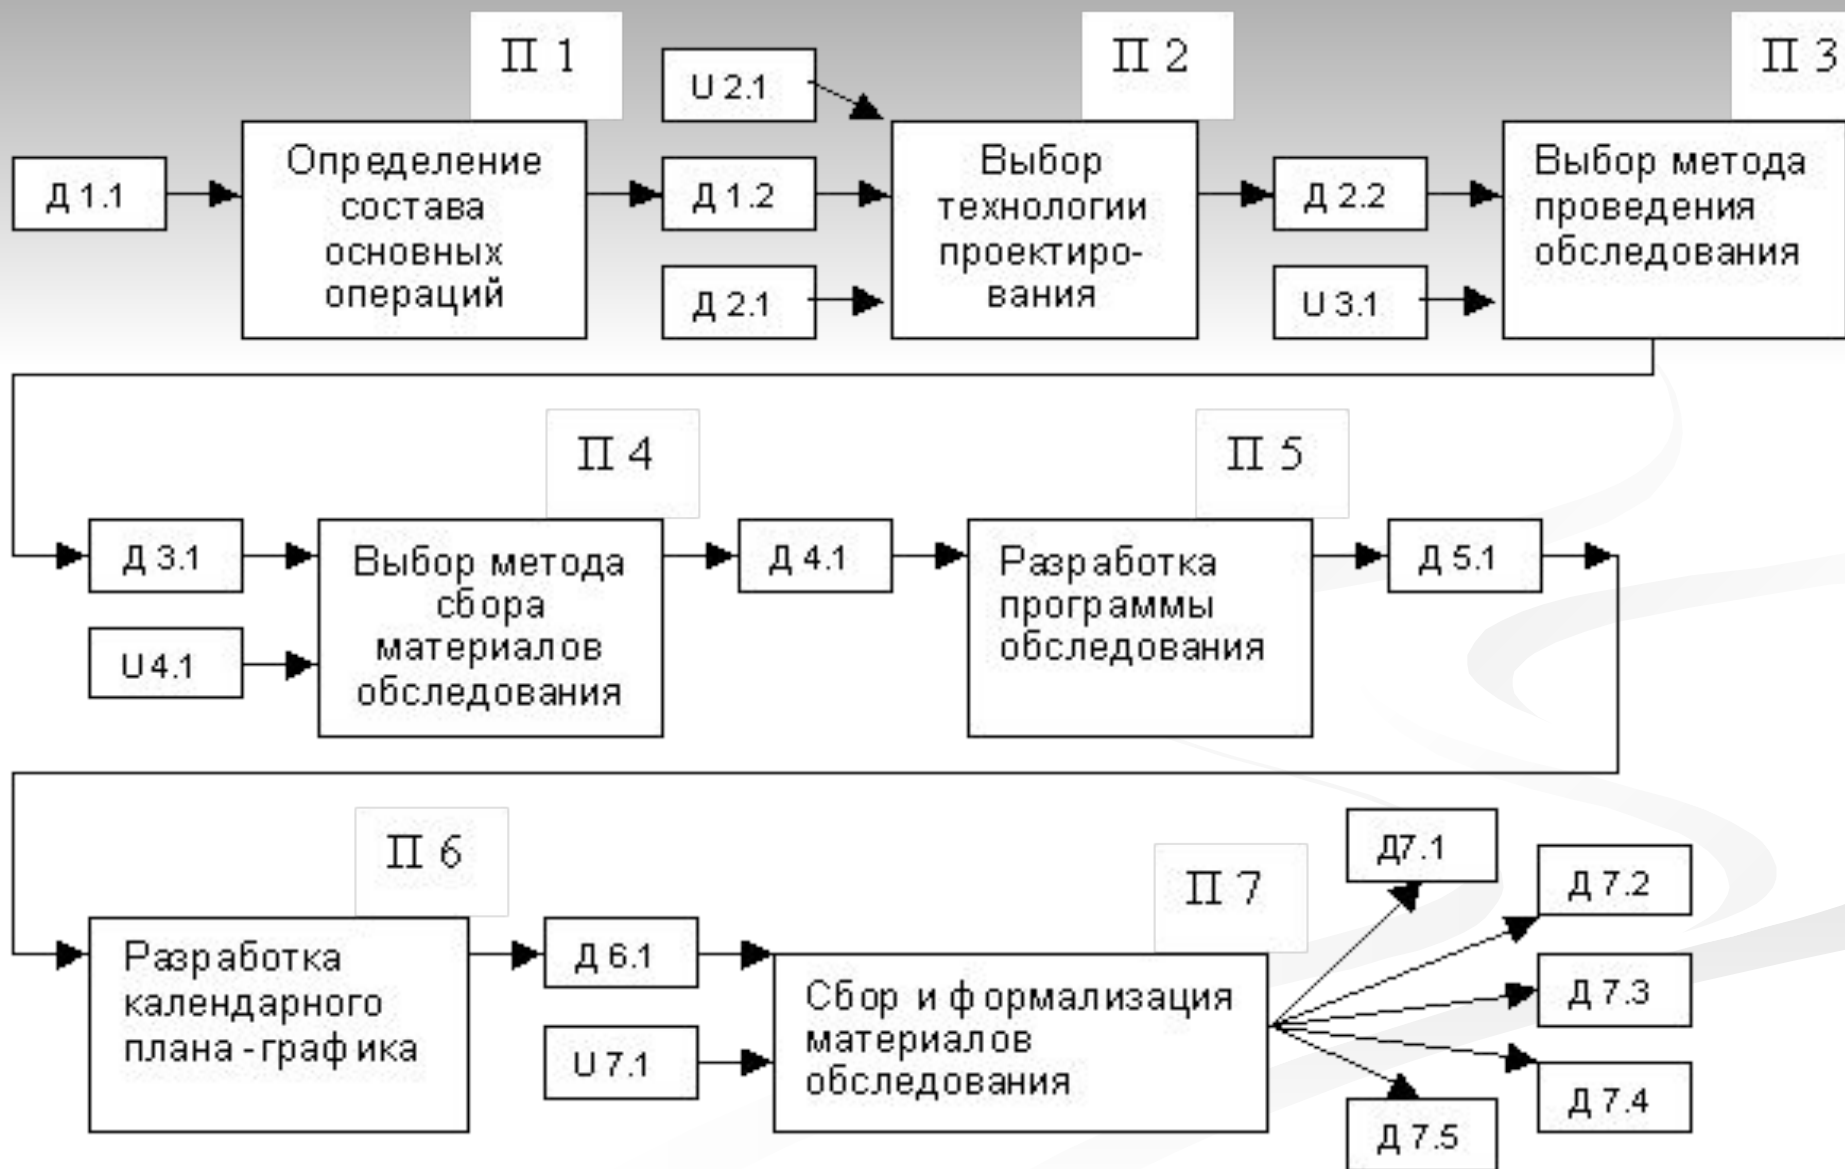 П 1
П 2
П 3
U 2.1
Д 1.1
Определение
состава
основных
операций
Д 1.2
Д 2.1
Выбор
технологии
проектиро-
вания
Д 2.2
U 3.1
Выбор метода
проведения
обследования
П 4
П 5
Д 3.1
U 4.1
Выбор метода
сбора
материалов
обследования
Д 4.1
Разработка
программы
обследования
Д 5.1
П 6
П 7
Разработка
календарного
плана-графика
Д 6.1
U 7.1
Сбор и формализация
материалов
обследования
Д7.1
Д 7.2
Д 7.3
Д 7.4
Д 7.5